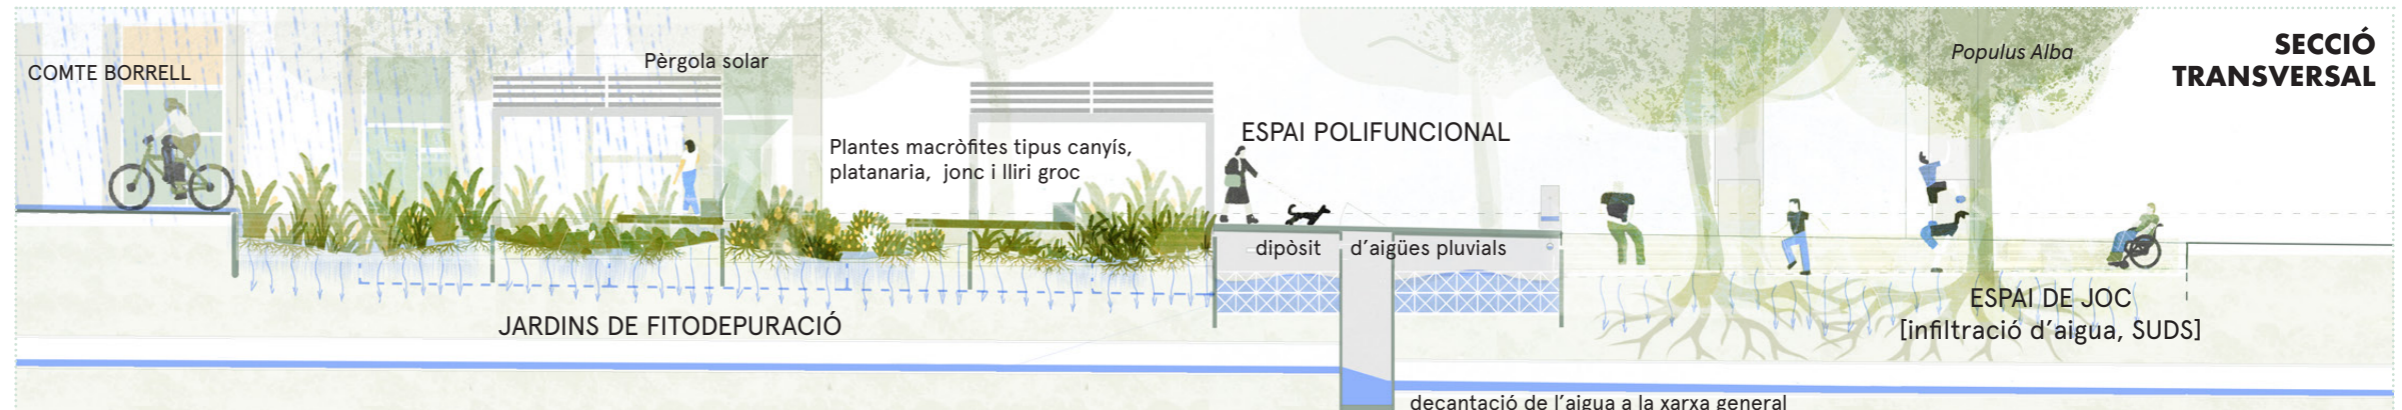 COMTE BORRELL
Pèrgola solar
Plantes macròfites tipus canyís,
platanaria, jonc i lliri groc
JARDINS DE FITODEPURACIÓ
ESPAI POLIFUNCIONAL
dipòsit d'aigües pluvials
decantació de l'aigua a la xarxa general
Populus Alba
SECCIÓ
TRANSVERSAL
ESPAI DE JOC
[infiltració d'aigua, SUDS]